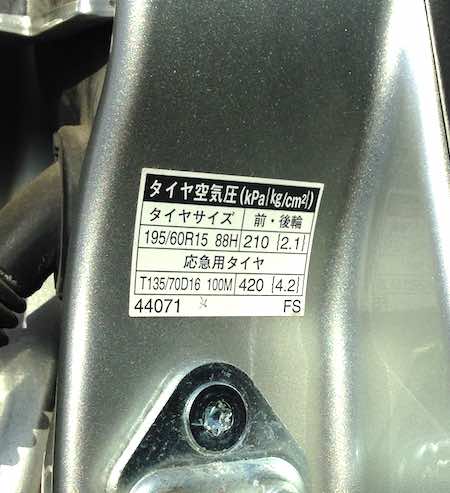 タイヤ空気圧(kPa{kg/cm²})
タイヤサイズ 前・後輪
195/60R15 88H 210 {2.1}
応急用タイヤ
T135/70D16 100M 420 {4.2}
44071 FS